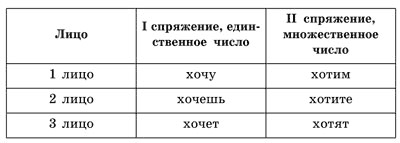 Лицо I спряжение, един- II спряжение,
ственное число множественное
число
1 лицо хочу хотим
2 лицо хочешь хотите
3 лицо хочет хотят